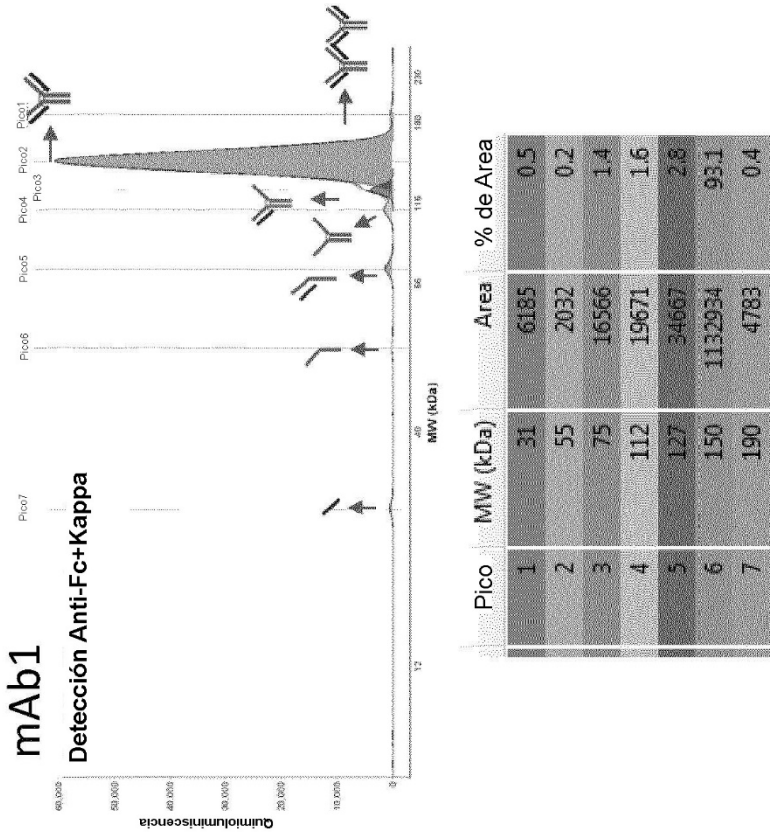 mAb1
Detección Anti-Fc+Kappa
Pico7
Pico6
Pico5
Pico4
Pico3
Pico2
Pico1
60,000
50,000
40,000
30,000
20,000
10,000
0
Quimioluminiscencia
12
40
66
116
180
230
MW (kDa)
Pico MW (kDa) Area % de Area
1 31 6185 0.5
2 55 2032 0.2
3 75 16566 1.4
4 112 19671 1.6
5 127 34667 2.8
6 150 1132934 93.1
7 190 4783 0.4